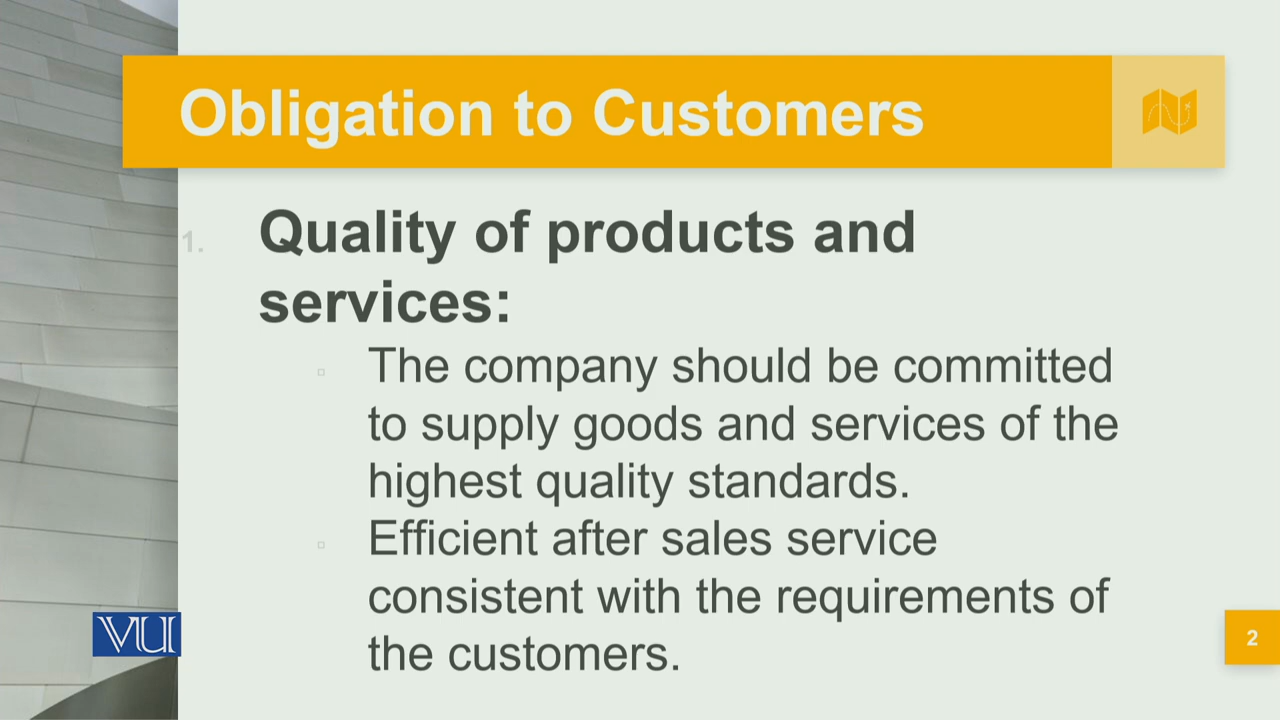 Obligation to Customers
1. Quality of products and
services:
The company should be committed
to supply goods and services of the
highest quality standards.
Efficient after sales service
consistent with the requirements of
the customers.
VU
2